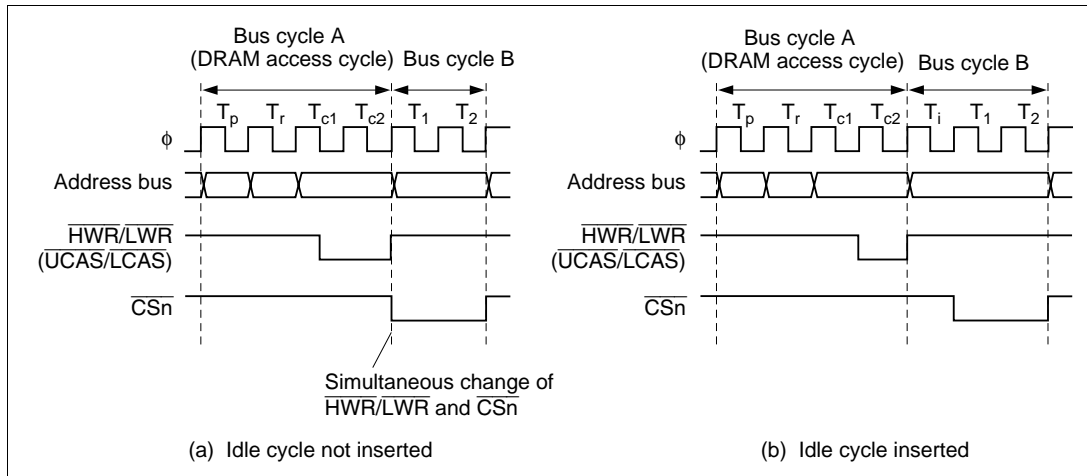 Bus cycle A
(DRAM access cycle)
Bus cycle B
Tp Tr Tc1 Tc2 T1 T2
ϕ
Address bus
HWR/LWR
(UCAS/LCAS)
CSn
Simultaneous change of
HWR/LWR and CSn
(a) Idle cycle not inserted
Bus cycle A
(DRAM access cycle)
Bus cycle B
Tp Tr Tc1 Tc2 Ti T1 T2
ϕ
Address bus
HWR/LWR
(UCAS/LCAS)
CSn
(b) Idle cycle inserted